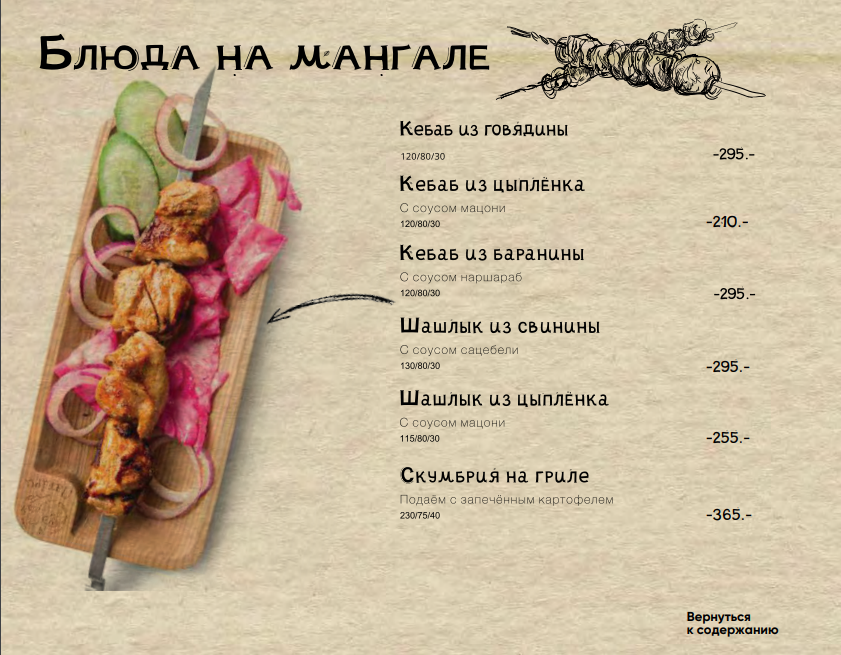 Блюда на мангале
Кебаб из говядины
120/80/30
-295.-
Кебаб из цыплёнка
С соусом мацони
120/80/30
-210.-
Кебаб из баранины
С соусом наршараб
120/80/30
-295.-
Шашлык из свинины
С соусом сацебели
130/80/30
-295.-
Шашлык из цыплёнка
С соусом мацони
115/80/30
-255.-
Скумбрия на гриле
Подаём с запечённым картофелем
230/75/40
-365.-
Вернуться
к содержанию